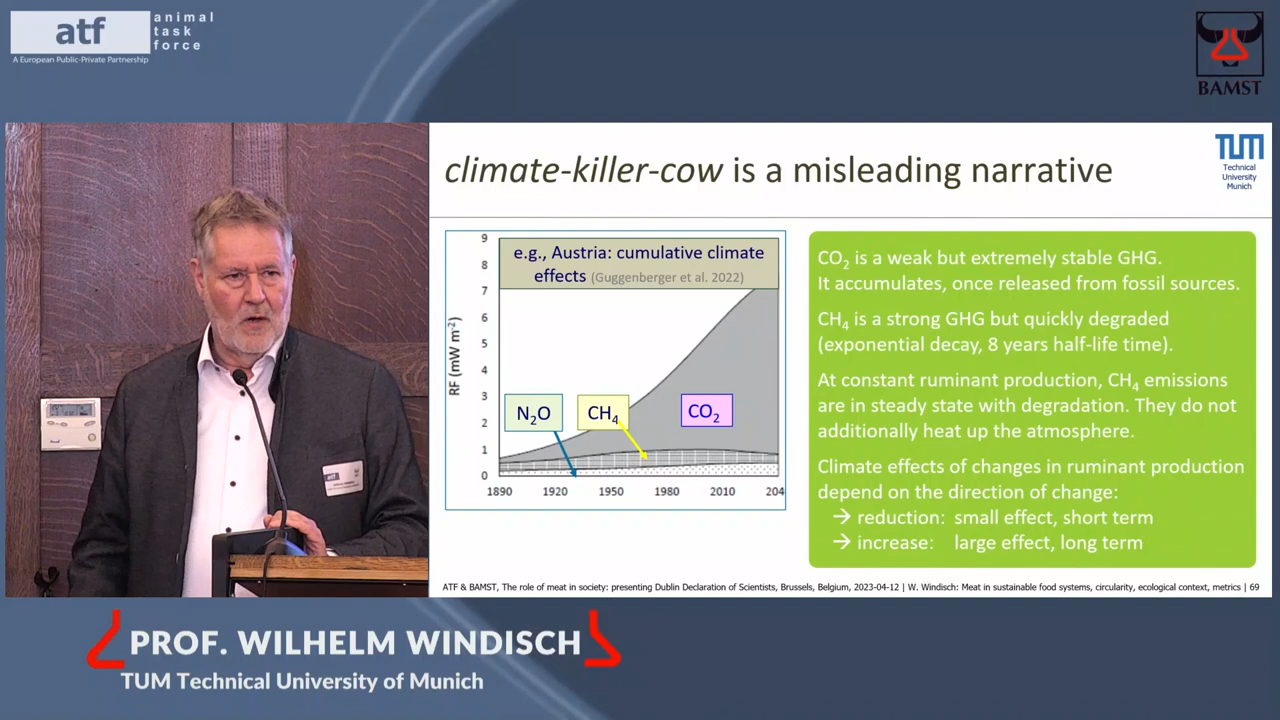 atf
animal
task
force
A European Public-Private Partnership
BAMST
climate-killer-cow is a misleading narrative
TUM
Technical
University
Munich
e.g., Austria: cumulative climate
effects (Guggenberger et al. 2022)
RF (mW m⁻²)
9
8
7
6
5
4
3
2
1
0
N₂O
CH₄
CO₂
1890 1920 1950 1980 2010 204
CO₂ is a weak but extremely stable GHG.
It accumulates, once released from fossil sources.
CH₄ is a strong GHG but quickly degraded
(exponential decay, 8 years half-life time).
At constant ruminant production, CH₄ emissions
are in steady state with degradation. They do not
additionally heat up the atmosphere.
Climate effects of changes in ruminant production
depend on the direction of change:
→ reduction: small effect, short term
→ increase: large effect, long term
ATF & BAMST, The role of meat in society: presenting Dublin Declaration of Scientists, Brussels, Belgium, 2023-04-12 | W. Windisch: Meat in sustainable food systems, circularity, ecological context, metrics | 69
PROF. WILHELM WINDISCH
TUM Technical University of Munich